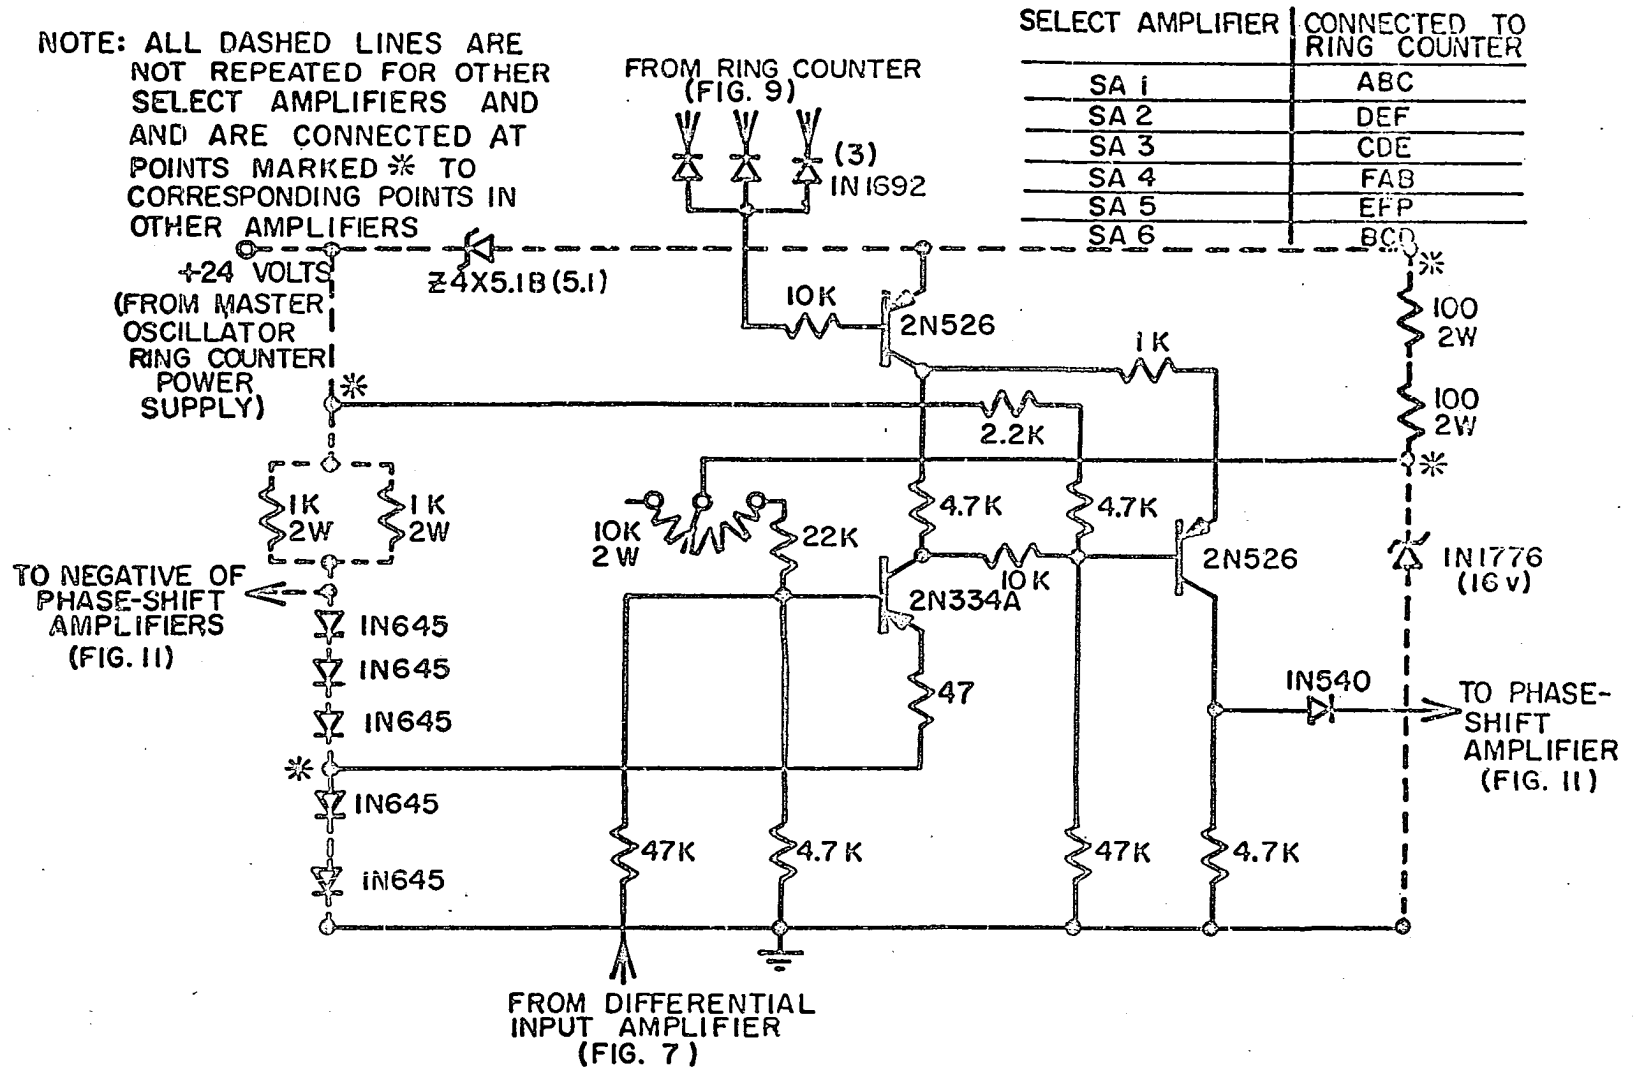 NOTE: ALL DASHED LINES ARE
NOT REPEATED FOR OTHER
SELECT AMPLIFIERS AND
AND ARE CONNECTED AT
POINTS MARKED ✳ TO
CORRESPONDING POINTS IN
OTHER AMPLIFIERS
FROM RING COUNTER
(FIG. 9)
(3)
IN1692
SELECT AMPLIFIER CONNECTED TO
RING COUNTER
SA 1 ABC
SA 2 DEF
SA 3 CDE
SA 4 FAB
SA 5
SA 6 BCD
+24 VOLTS
(FROM MASTER
OSCILLATOR
RING COUNTER
POWER
SUPPLY)
Z4X5.1B (5.1)
10K
2N526
1K
✳
100
2W
100
2W
✳
✳
2.2K
1K
2W
1K
2W
10K
2W
22K
4.7K
4.7K
10K
2N526
2N334A
IN1776
(16V)
TO NEGATIVE OF
PHASE-SHIFT
AMPLIFIERS
(FIG. 11)
IN645
IN645
IN645
47
IN540
TO PHASE-
SHIFT
AMPLIFIER
(FIG. 11)
✳
IN645
IN645
47K
4.7K
47K
4.7K
FROM DIFFERENTIAL
INPUT AMPLIFIER
(FIG. 7)